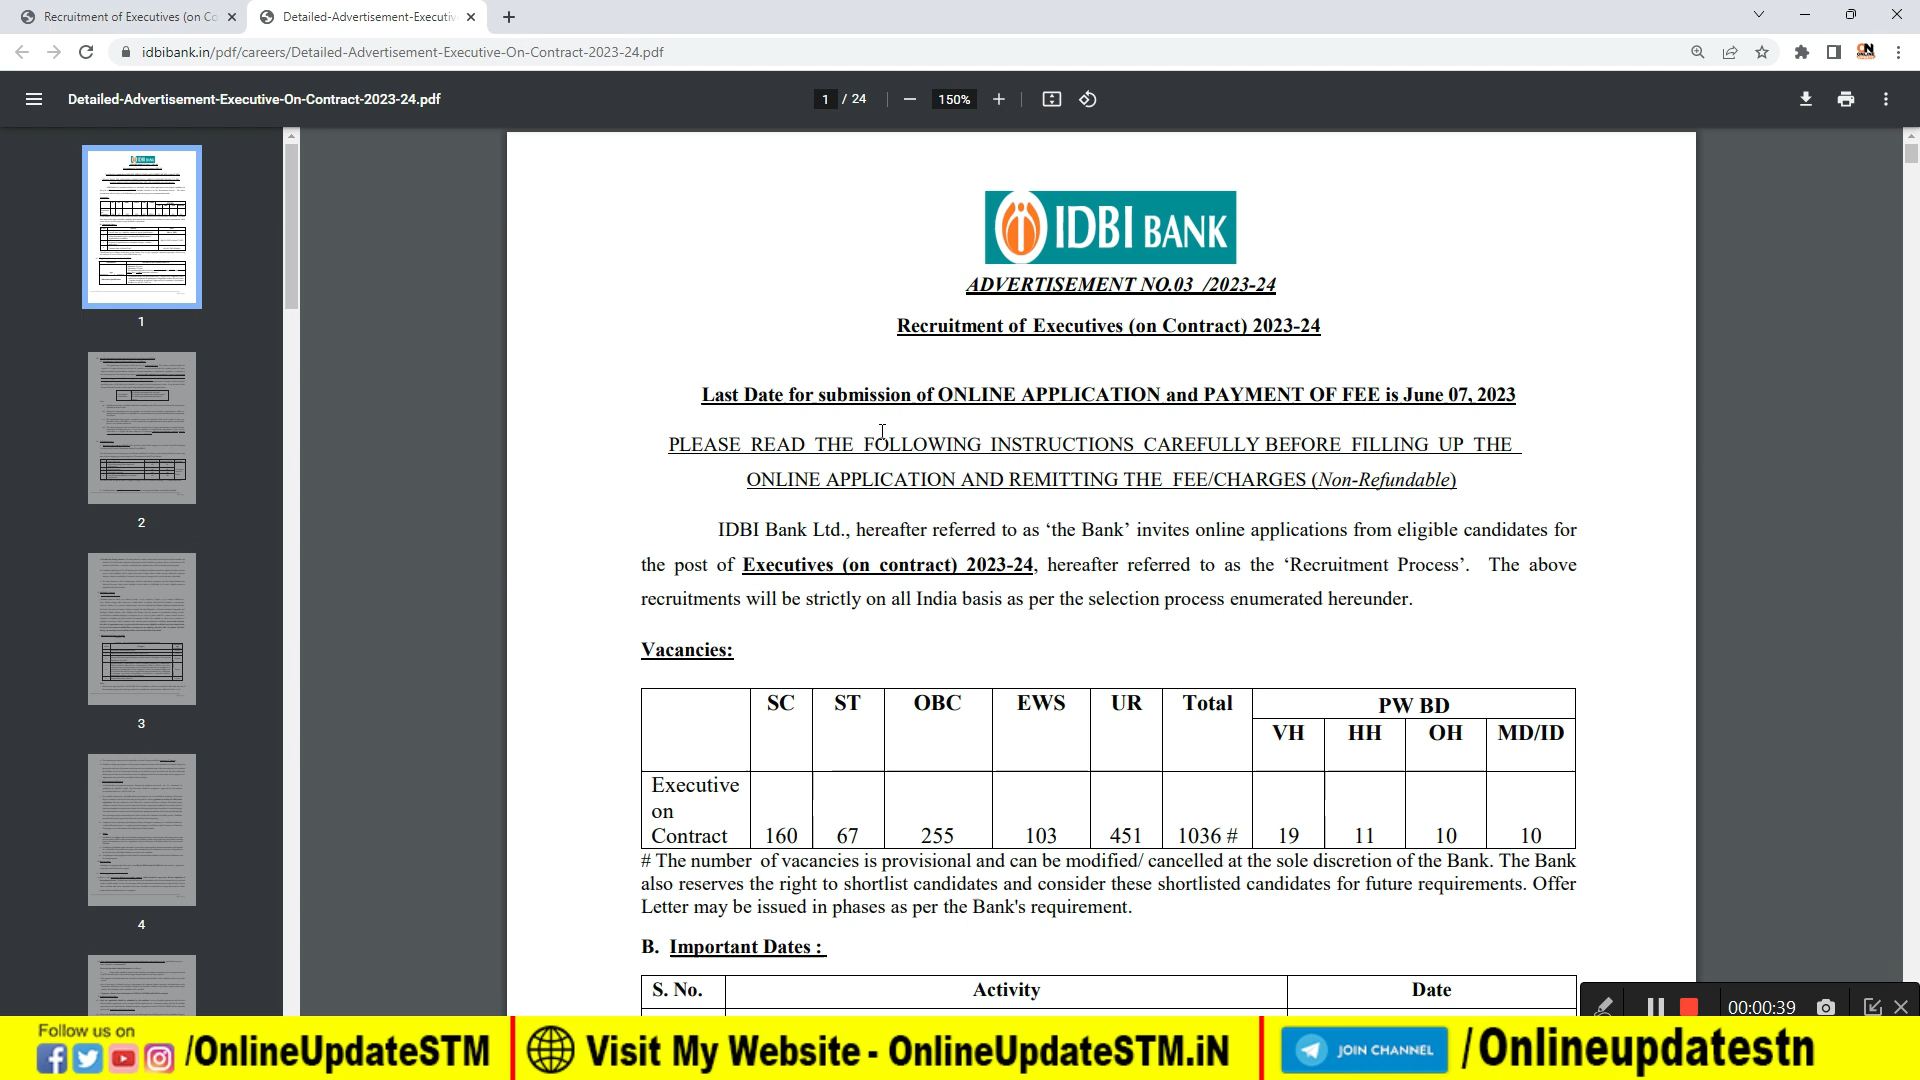 Recruitment of Executives (on Co
Detailed-Advertisement-Executiv
idbibank.in/pdf/careers/Detailed-Advertisement-Executive-On-Contract-2023-24.pdf
Detailed-Advertisement-Executive-On-Contract-2023-24.pdf
1 / 24
150%
1
2
3
4
IDBI BANK
ADVERTISEMENT NO.03 /2023-24
Recruitment of Executives (on Contract) 2023-24
Last Date for submission of ONLINE APPLICATION and PAYMENT OF FEE is June 07, 2023
PLEASE READ THE FOLLOWING INSTRUCTIONS CAREFULLY BEFORE FILLING UP THE
ONLINE APPLICATION AND REMITTING THE FEE/CHARGES (Non-Refundable)
IDBI Bank Ltd., hereafter referred to as ‘the Bank’ invites online applications from eligible candidates for
the post of Executives (on contract) 2023-24, hereafter referred to as the ‘Recruitment Process’. The above
recruitments will be strictly on all India basis as per the selection process enumerated hereunder.
Vacancies:
SC ST OBC EWS UR Total PW BD
VH HH OH MD/ID
Executive
on
Contract 160 67 255 103 451 1036 # 19 11 10 10
# The number of vacancies is provisional and can be modified/ cancelled at the sole discretion of the Bank. The Bank
also reserves the right to shortlist candidates and consider these shortlisted candidates for future requirements. Offer
Letter may be issued in phases as per the Bank's requirement.
B. Important Dates :
S. No. Activity Date
00:00:39
Follow us on
/OnlineUpdateSTM
Visit My Website - OnlineUpdateSTM.iN
JOIN CHANNEL
/Onlineupdatestn